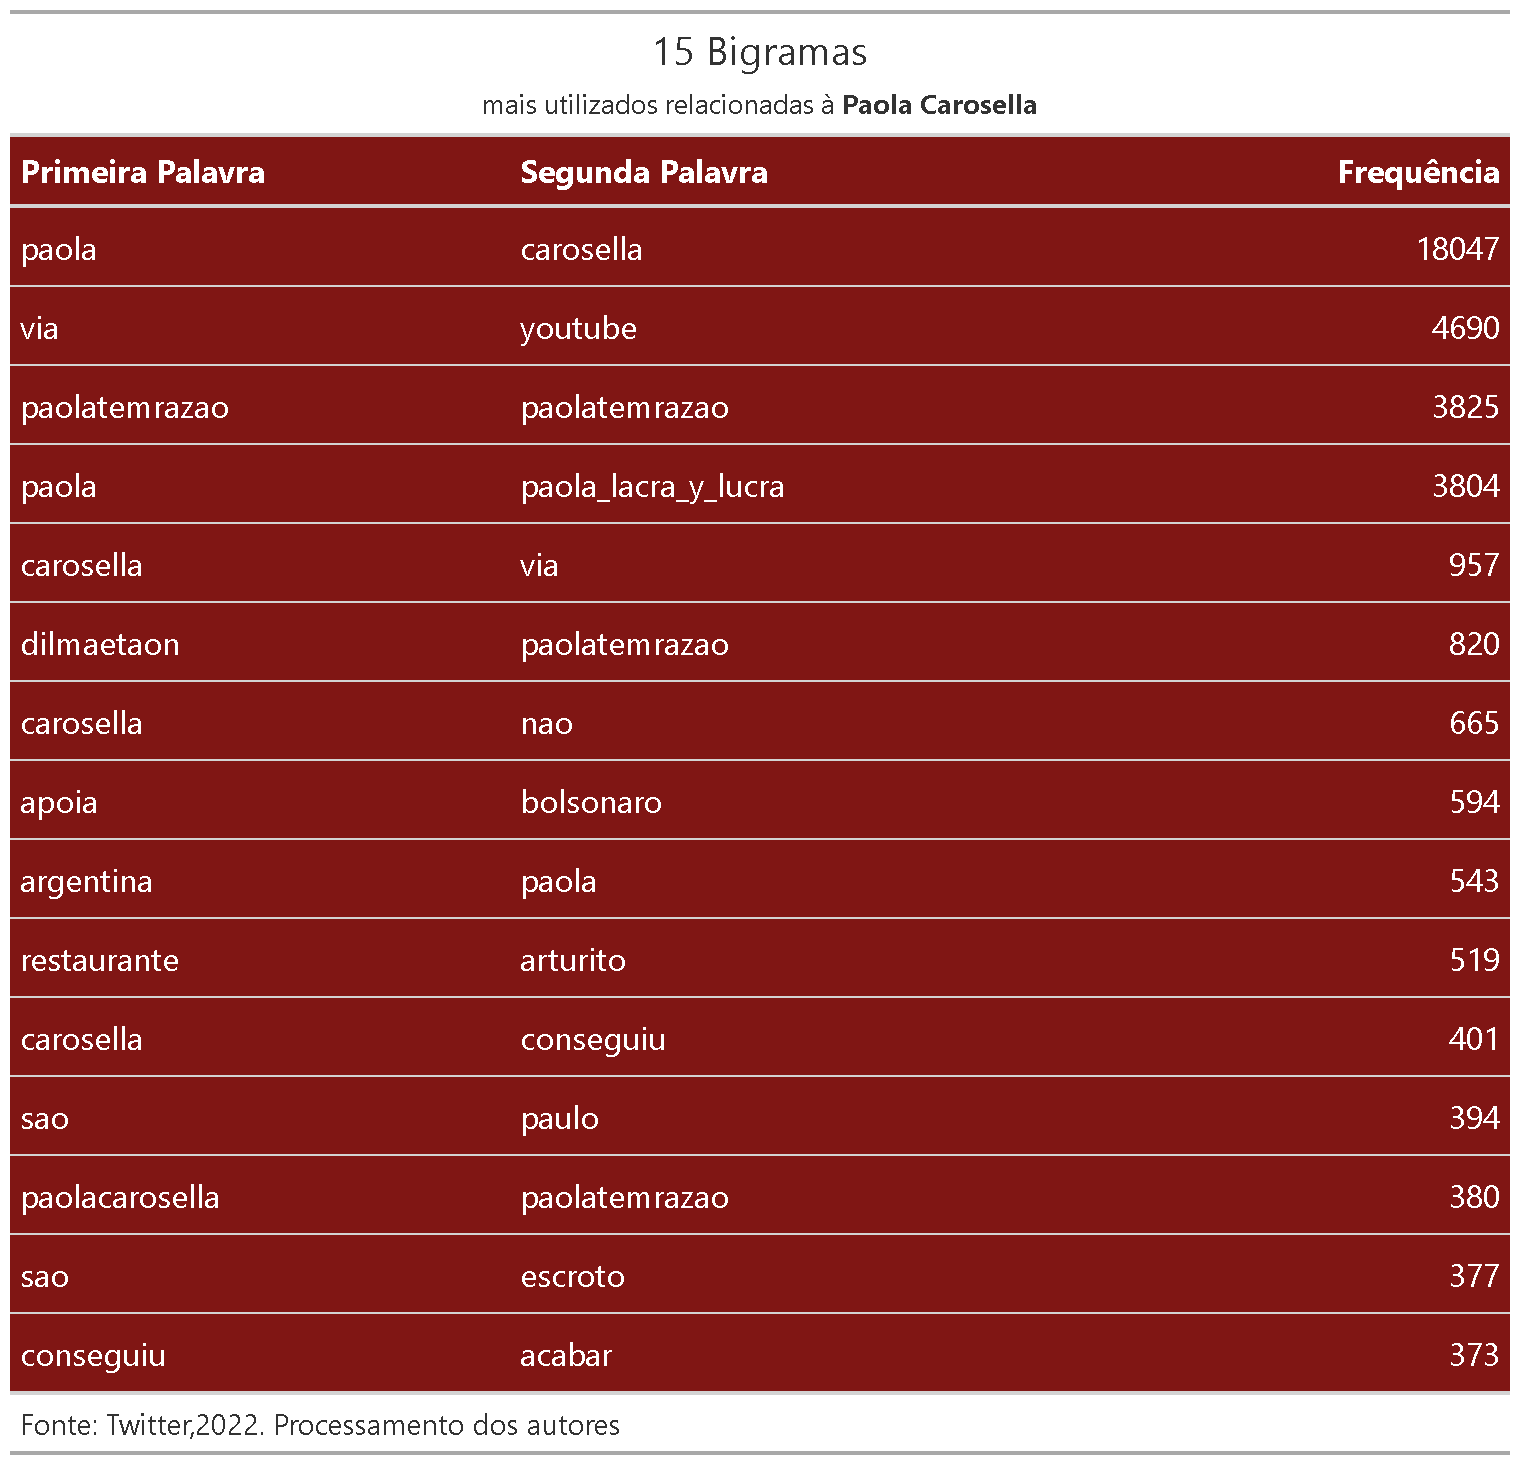 15 Bigramas
mais utilizados relacionadas à Paola Carosella
Primeira Palavra Segunda Palavra Frequência
paola carosella 18047
via youtube 4690
paolatemrazao paolatemrazao 3825
paola paola_lacra_y_lucra 3804
carosella via 957
dilmaetaon paolatemrazao 820
carosella nao 665
apoia bolsonaro 594
argentina paola 543
restaurante arturito 519
carosella conseguiu 401
sao paulo 394
paolacarosella paolatemrazao 380
sao escroto 377
conseguiu acabar 373
Fonte: Twitter,2022. Processamento dos autores